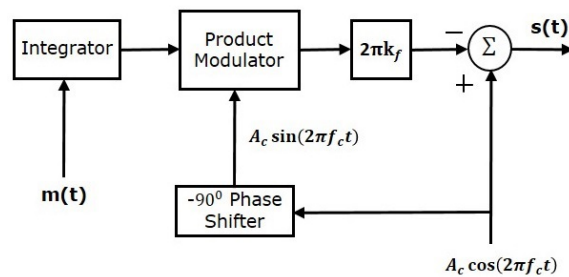 Integrator
Product
Modulator
2πk_f
−
Σ
+
s(t)
m(t)
A_c sin(2πf_c t)
-90⁰ Phase
Shifter
A_c cos(2πf_c t)